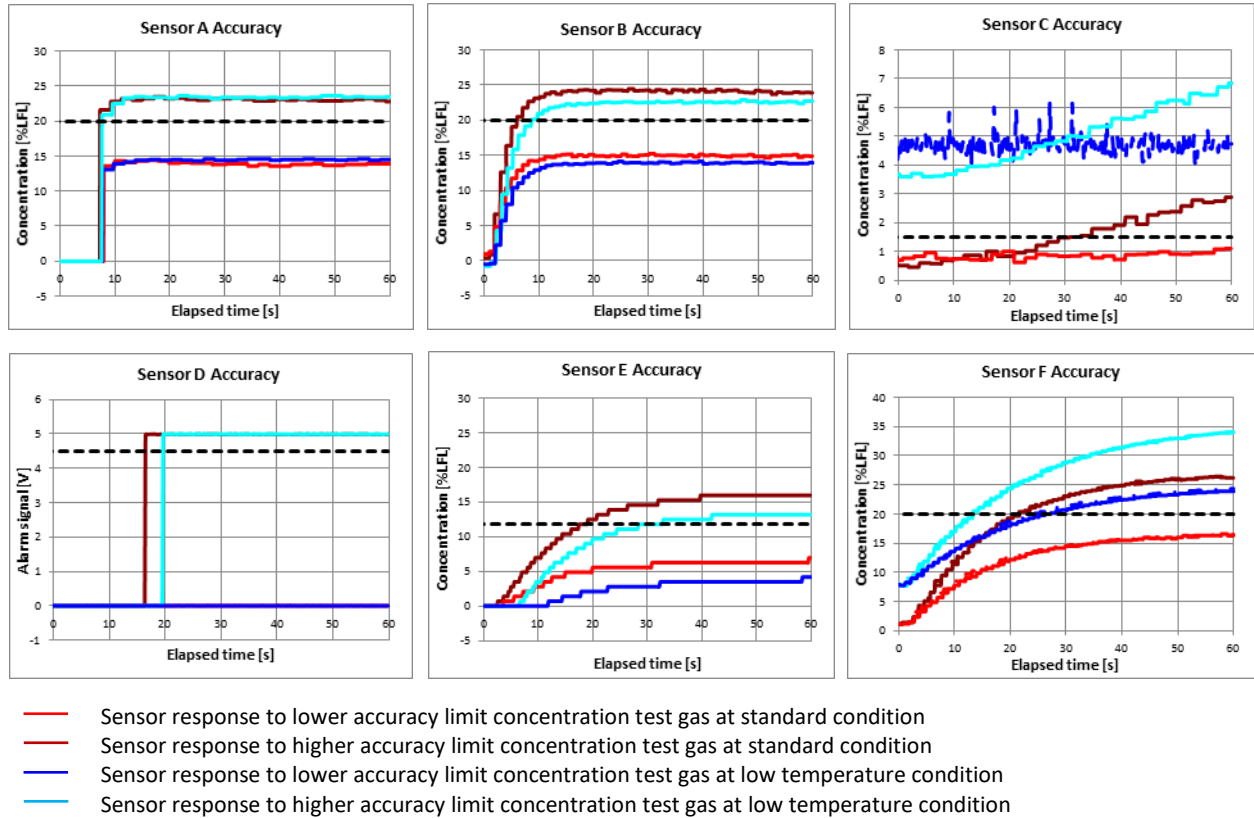 Sensor A Accuracy
Concentration [%LFL]
30
25
20
15
10
5
0
-5
0 10 20 30 40 50 60
Elapsed time [s]
Sensor B Accuracy
Concentration [%LFL]
30
25
20
15
10
5
0
-5
0 10 20 30 40 50 60
Elapsed time [s]
Sensor C Accuracy
Concentration [%LFL]
8
7
6
5
4
3
2
1
0
0 10 20 30 40 50 60
Elapsed time [s]
Sensor D Accuracy
Alarm signal [V]
6
5
4
3
2
1
0
-1
0 10 20 30 40 50 60
Elapsed time [s]
Sensor E Accuracy
Concentration [%LFL]
30
25
20
15
10
5
0
-5
0 10 20 30 40 50 60
Elapsed time [s]
Sensor F Accuracy
Concentration [%LFL]
40
35
30
25
20
15
10
5
0
0 10 20 30 40 50 60
Elapsed time [s]
Sensor response to lower accuracy limit concentration test gas at standard condition
Sensor response to higher accuracy limit concentration test gas at standard condition
Sensor response to lower accuracy limit concentration test gas at low temperature condition
Sensor response to higher accuracy limit concentration test gas at low temperature condition